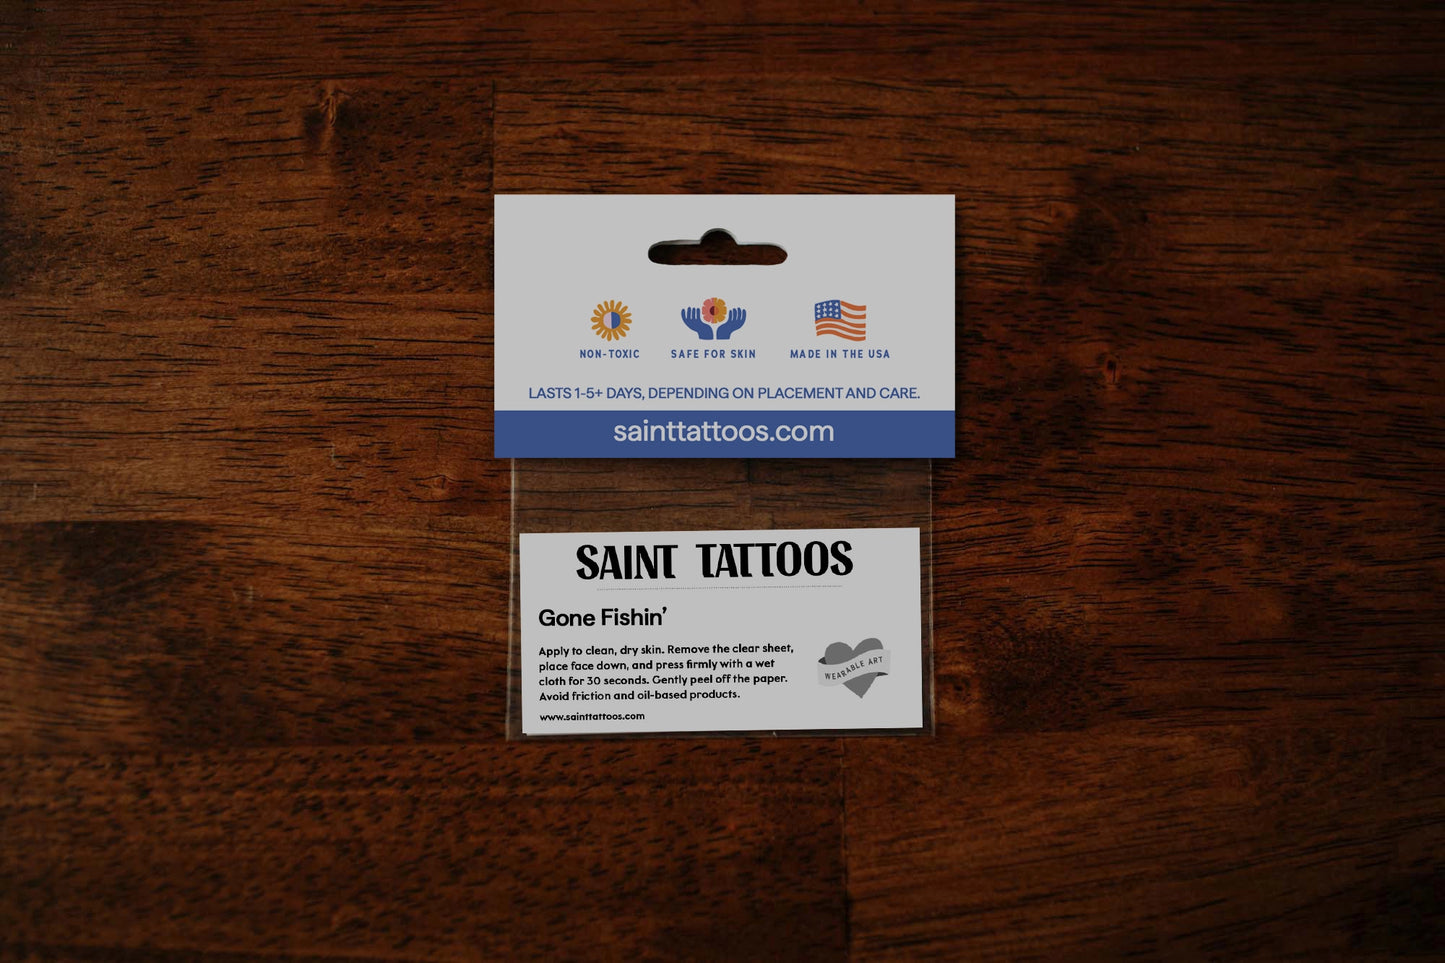 NON-TOXIC
SAFE FOR SKIN
MADE IN THE USA
LASTS 1-5+ DAYS, DEPENDING ON PLACEMENT AND CARE.
sainttattoos.com
SAINT TATTOOS
Gone Fishin’
Apply to clean, dry skin. Remove the clear sheet,
place face down, and press firmly with a wet
cloth for 30 seconds. Gently peel off the paper.
Avoid friction and oil-based products.
WEARABLE ART
www.sainttattoos.com